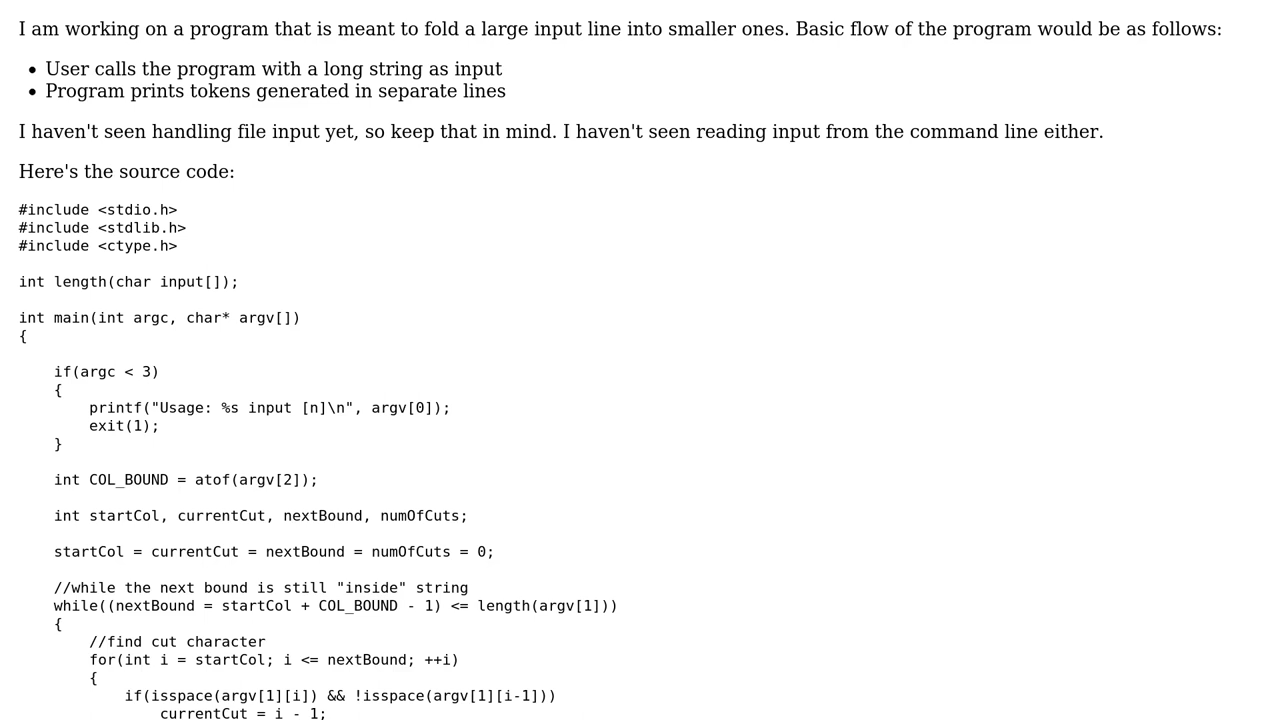 I am working on a program that is meant to fold a large input line into smaller ones. Basic flow of the program would be as follows:
• User calls the program with a long string as input
• Program prints tokens generated in separate lines
I haven't seen handling file input yet, so keep that in mind. I haven't seen reading input from the command line either.
Here's the source code:
#include <stdio.h>
#include <stdlib.h>
#include <ctype.h>
int length(char input[]);
int main(int argc, char* argv[])
{
    if(argc < 3)
    {
        printf("Usage: %s input [n]\n", argv[0]);
        exit(1);
    }
    int COL_BOUND = atof(argv[2]);
    int startCol, currentCut, nextBound, numOfCuts;
    startCol = currentCut = nextBound = numOfCuts = 0;
    //while the next bound is still "inside" string
    while((nextBound = startCol + COL_BOUND - 1) <= length(argv[1]))
    {
        //find cut character
        for(int i = startCol; i <= nextBound; ++i)
        {
            if(isspace(argv[1][i]) && !isspace(argv[1][i-1]))
                currentCut = i - 1;